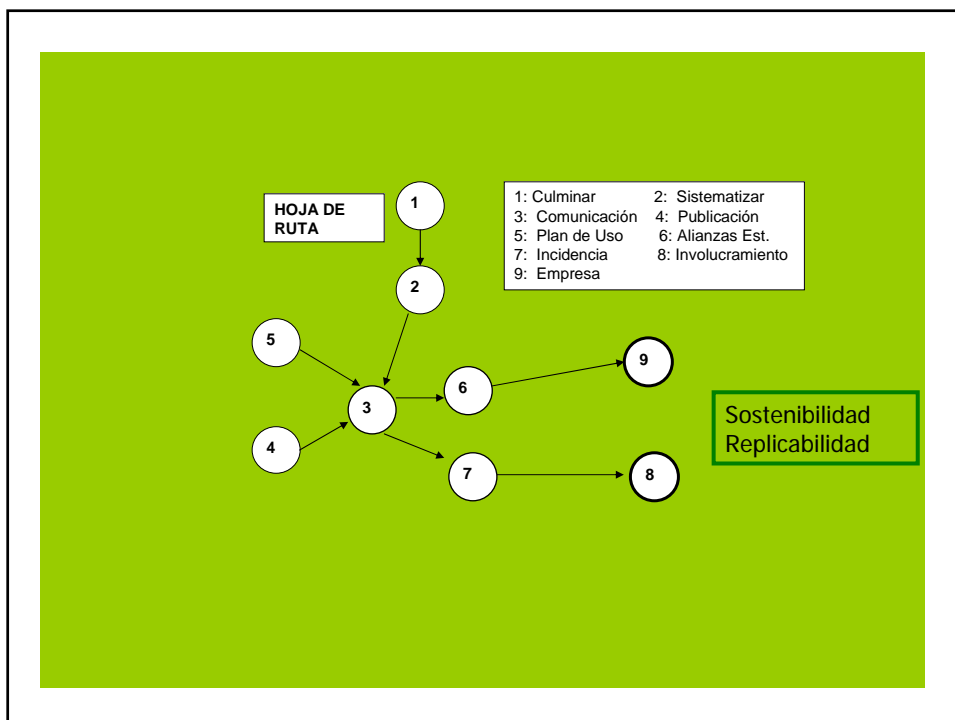 HOJA DE
RUTA
1
1: Culminar 2: Sistematizar
3: Comunicación 4: Publicación
5: Plan de Uso 6: Alianzas Est.
7: Incidencia 8: Involucramiento
9: Empresa
2
5
9
6
3
4
7
8
Sostenibilidad
Replicabilidad